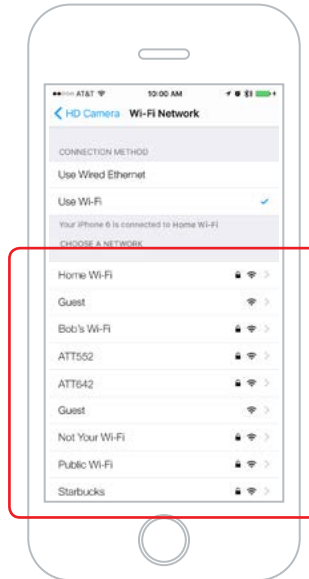 AT&T 10:00 AM
HD Camera Wi-Fi Network
CONNECTION METHOD
Use Wired Ethernet
Use Wi-Fi
Your iPhone 6 is connected to Home Wi-Fi
CHOOSE A NETWORK
Home Wi-Fi
Guest
Bob's Wi-Fi
ATT552
ATT642
Guest
Not Your Wi-Fi
Public Wi-Fi
Starbucks